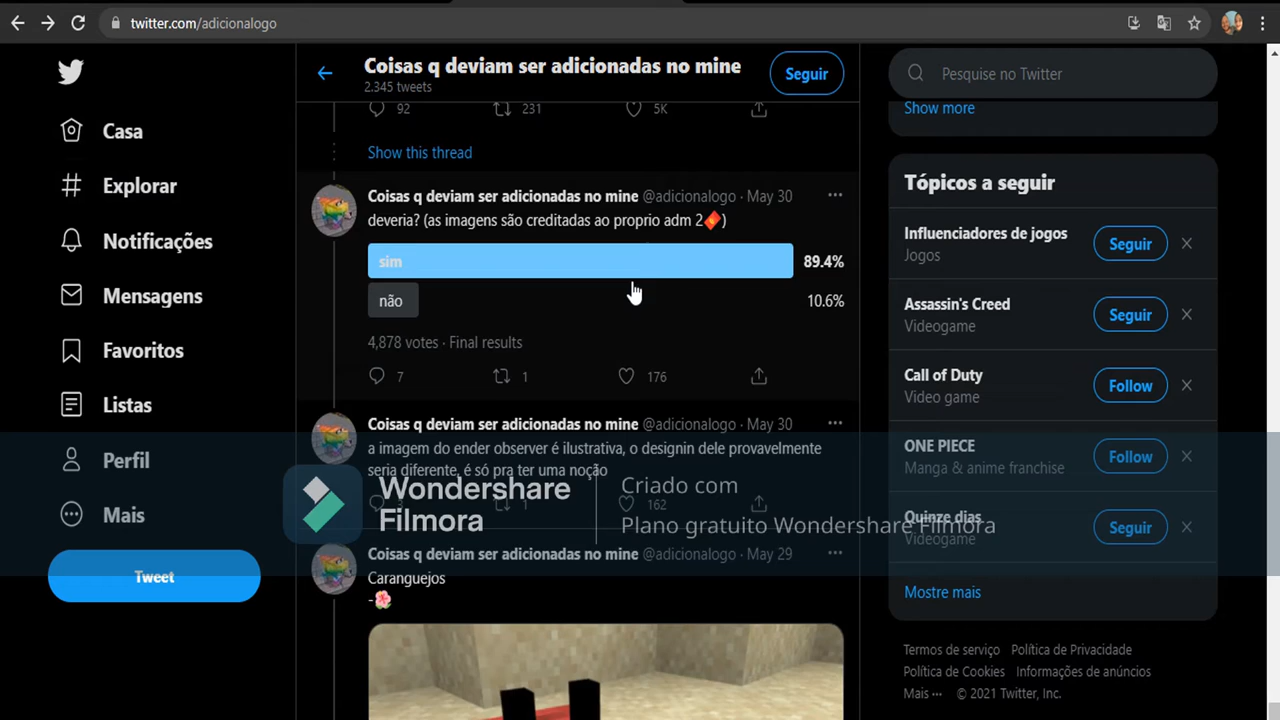 twitter.com/adicionalogo
Casa
Explorar
Notificações
Mensagens
Favoritos
Listas
Perfil
Mais
Tweet
Coisas q deviam ser adicionadas no mine
2.345 tweets
Seguir
92 231 5K
Show this thread
Coisas q deviam ser adicionadas no mine @adicionalogo · May 30
deveria? (as imagens são creditadas ao proprio adm 2🧧)
sim 89.4%
não 10.6%
4,878 votes · Final results
7 1 176
Coisas q deviam ser adicionadas no mine @adicionalogo · May 30
a imagem do ender observer é ilustrativa, o designin dele provavelmente
seria diferente, é só pra ter uma noção
3 1 162
Coisas q deviam ser adicionadas no mine @adicionalogo · May 29
Caranguejos
-🌸
Wondershare
Filmora
Criado com
Plano gratuito Wondershare Filmora
Pesquise no Twitter
Show more
Tópicos a seguir
Influenciadores de jogos
Jogos
Seguir
Assassin's Creed
Videogame
Seguir
Call of Duty
Video game
Follow
ONE PIECE
Manga & anime franchise
Follow
Quinze dias
Videogame
Seguir
Mostre mais
Termos de serviço Política de Privacidade
Política de Cookies Informações de anúncios
Mais ··· © 2021 Twitter, Inc.